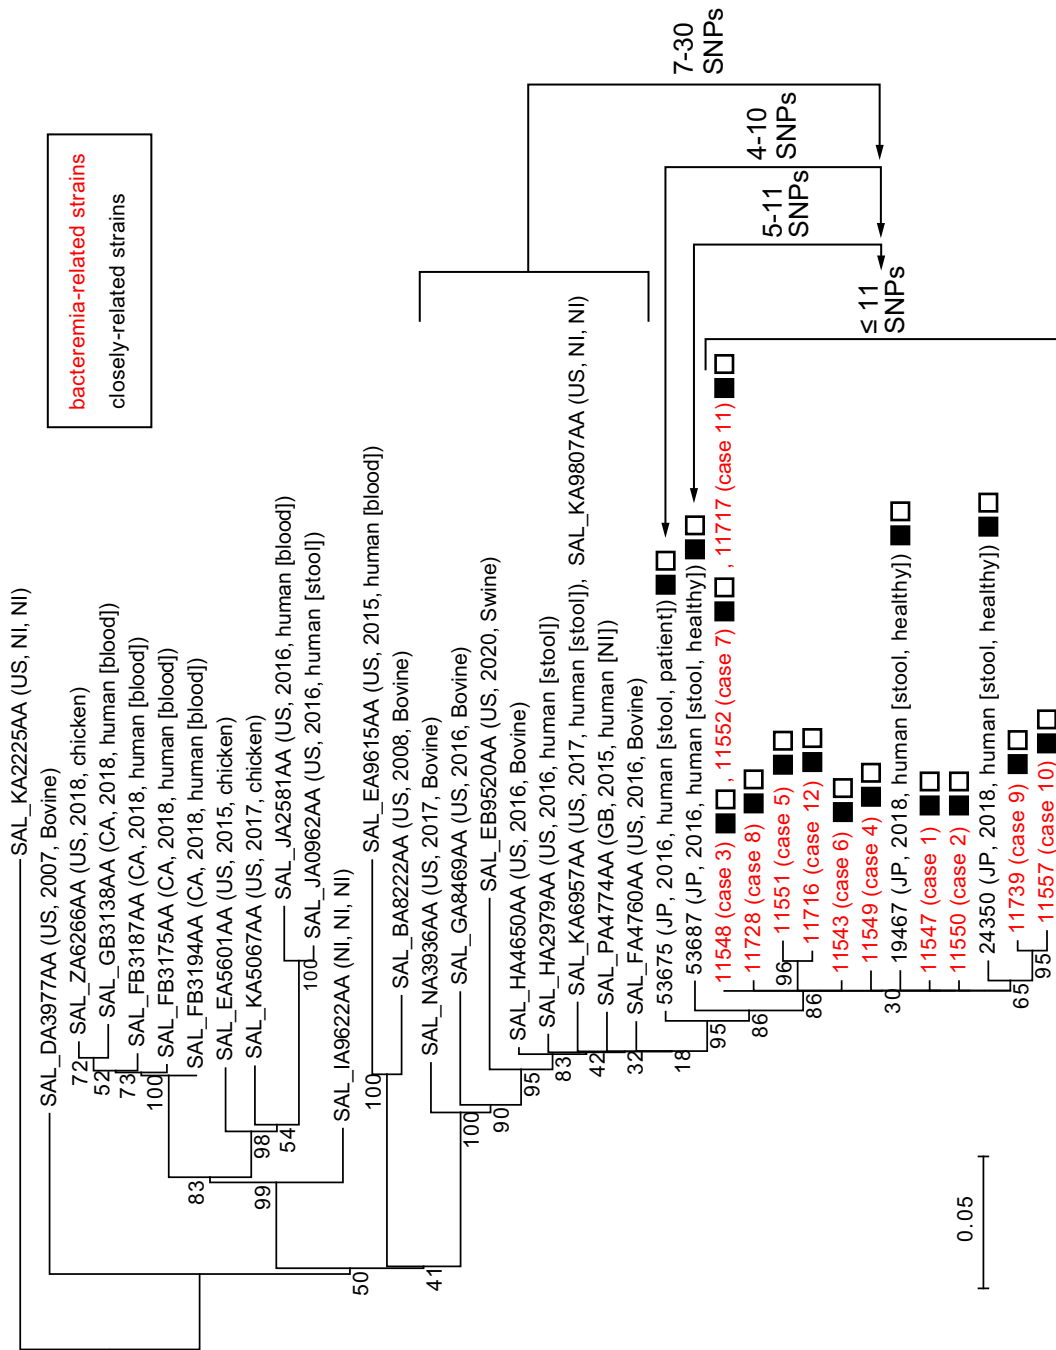 bacteremia-related strains
closely-related strains
SAL_KA2225AA (US, NI, NI)
SAL_DA3977AA (US, 2007, Bovine)
SAL_ZA6266AA (US, 2018, chicken)
SAL_GB3138AA (CA, 2018, human [blood])
SAL_FB3187AA (CA, 2018, human [blood])
SAL_FB3175AA (CA, 2018, human [blood])
SAL_FB3194AA (CA, 2018, human [blood])
SAL_EA5601AA (US, 2015, chicken)
SAL_KA5067AA (US, 2017, chicken)
SAL_JA2581AA (US, 2016, human [blood])
SAL_JA0962AA (US, 2016, human [stool])
SAL_IA9622AA (NI, NI, NI)
SAL_EA9615AA (US, 2015, human [blood])
SAL_BA8222AA (US, 2008, Bovine)
SAL_NA3936AA (US, 2017, Bovine)
SAL_GA8469AA (US, 2016, Bovine)
SAL_EB9520AA (US, 2020, Swine)
SAL_HA4650AA (US, 2016, Bovine)
SAL_HA2979AA (US, 2016, human [stool])
SAL_KA6957AA (US, 2017, human [stool]), SAL_KA9807AA (US, NI, NI)
SAL_PA4774AA (GB, 2015, human [NI])
SAL_FA4760AA (US, 2016, Bovine)
53675 (JP, 2016, human [stool, patient]) ■□
53687 (JP, 2016, human [stool, healthy]) ■□
11548 (case 3) ■□, 11552 (case 7) ■□, 11717 (case 11) ■□
11728 (case 8) ■□
11551 (case 5) ■□
11716 (case 12) ■□
11543 (case 6) ■□
11549 (case 4) ■□
19467 (JP, 2018, human [stool, healthy]) ■□
11547 (case 1) ■□
11550 (case 2) ■□
24350 (JP, 2018, human [stool, healthy]) ■□
11739 (case 9) ■□
11557 (case 10) ■□
72
52
73
100
83
98
54
100
99
50
100
41
100
90
95
83
42
32
18
95
86
96
86
30
65
95
7-30
SNPs
4-10
SNPs
5-11
SNPs
≤ 11
SNPs
0.05